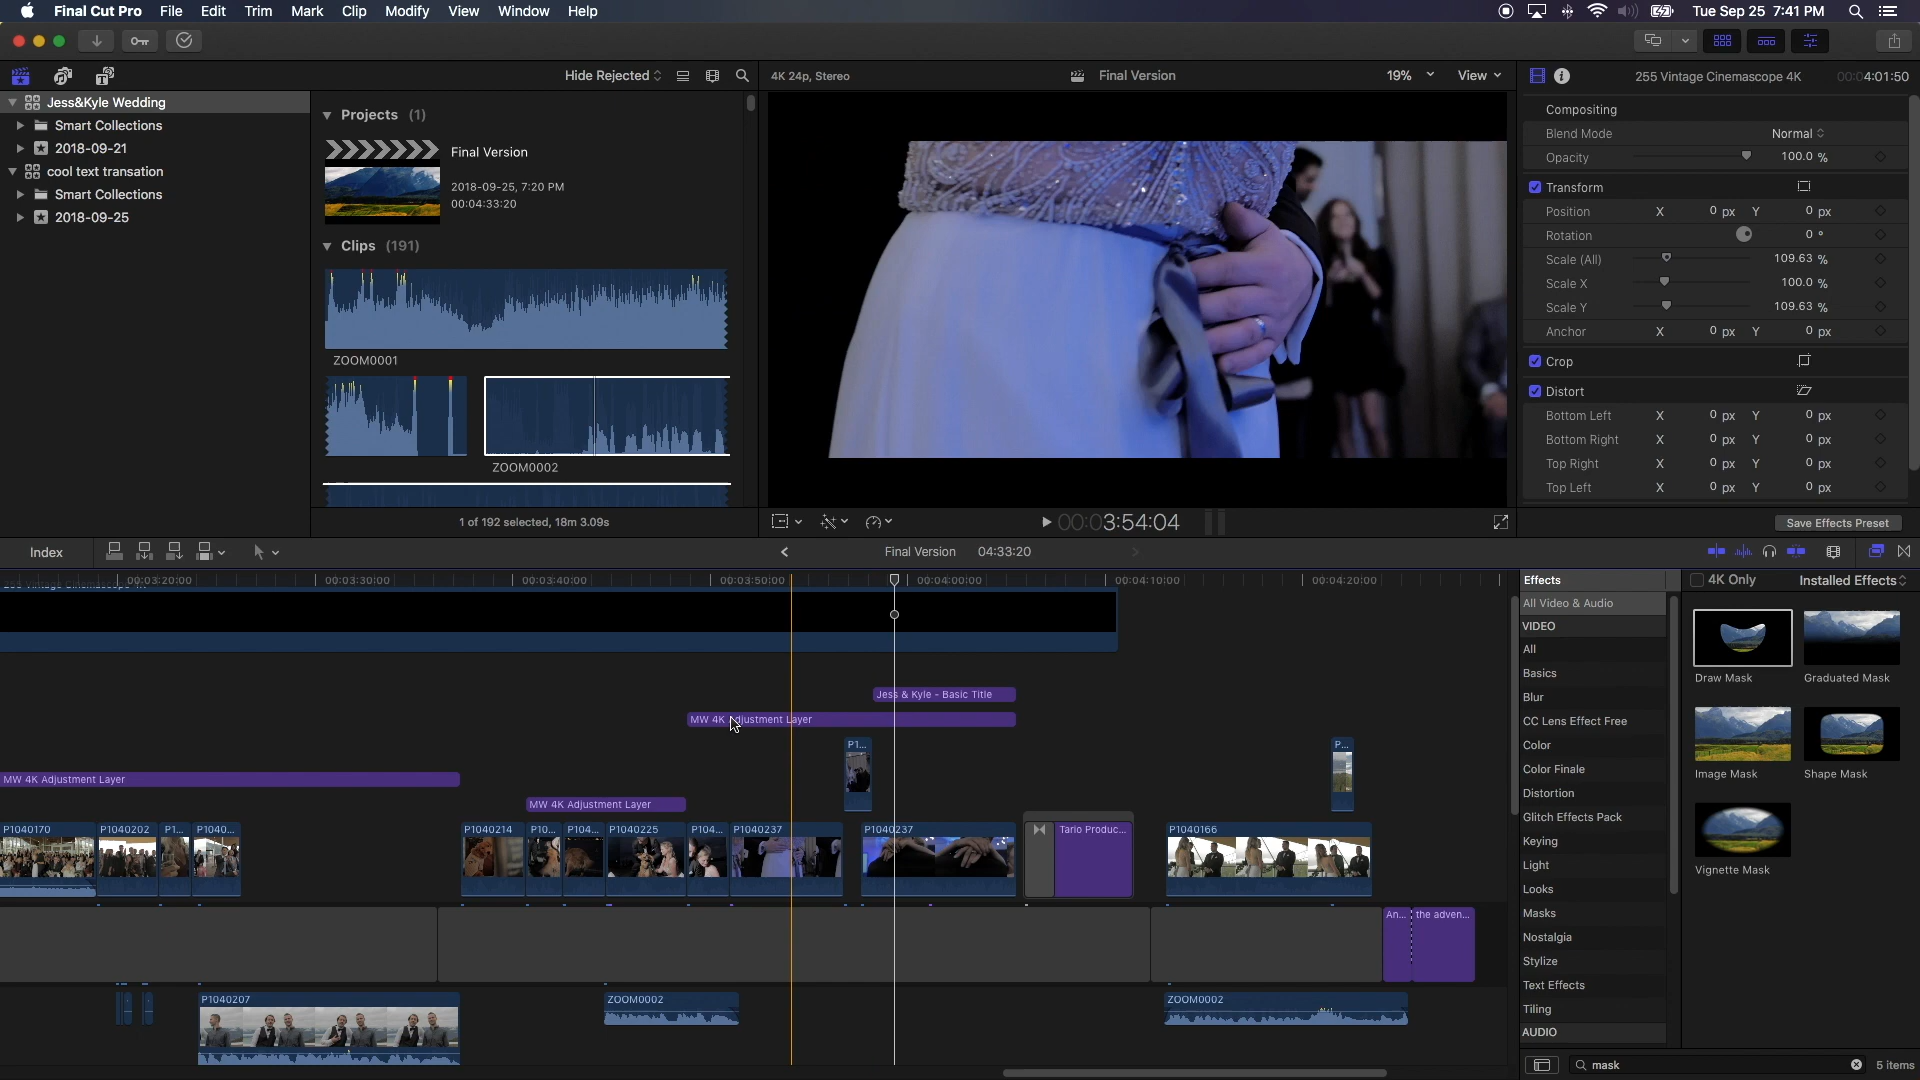 Final Cut Pro File Edit Trim Mark Clip Modify View Window Help
Tue Sep 25 7:41 PM
Hide Rejected
4K 24p, Stereo
Final Version
19%
View
255 Vintage Cinemascope 4K
00:04:01:50
Jess&Kyle Wedding
Smart Collections
2018-09-21
cool text transation
Smart Collections
2018-09-25
Projects (1)
Final Version
2018-09-25, 7:20 PM
00:04:33:20
Clips (191)
ZOOM0001
ZOOM0002
1 of 192 selected, 18m 3.09s
00:03:54:04
Compositing
Blend Mode Normal
Opacity 100.0 %
Transform
Position X 0 px Y 0 px
Rotation 0 °
Scale (All) 109.63 %
Scale X 100.0 %
Scale Y 109.63 %
Anchor X 0 px Y 0 px
Crop
Distort
Bottom Left X 0 px Y 0 px
Bottom Right X 0 px Y 0 px
Top Right X 0 px Y 0 px
Top Left X 0 px Y 0 px
Save Effects Preset
Index
Final Version 04:33:20
00:03:20:00 00:03:30:00 00:03:40:00 00:03:50:00 00:04:00:00 00:04:10:00 00:04:20:00
255 Vintage Cinemascope 4K
Jess & Kyle - Basic Title
MW 4K Adjustment Layer
P1...
P...
MW 4K Adjustment Layer
MW 4K Adjustment Layer
P1040170 P1040202 P1... P1040... P1040214 P10... P104... P1040225 P104... P1040237 P1040237 Tario Produc... P1040166
An... the adven...
P1040207 ZOOM0002 ZOOM0002
Effects
4K Only
Installed Effects
All Video & Audio
VIDEO
All
Basics
Blur
CC Lens Effect Free
Color
Color Finale
Distortion
Glitch Effects Pack
Keying
Light
Looks
Masks
Nostalgia
Stylize
Text Effects
Tiling
AUDIO
Draw Mask
Graduated Mask
Image Mask
Shape Mask
Vignette Mask
mask
5 items